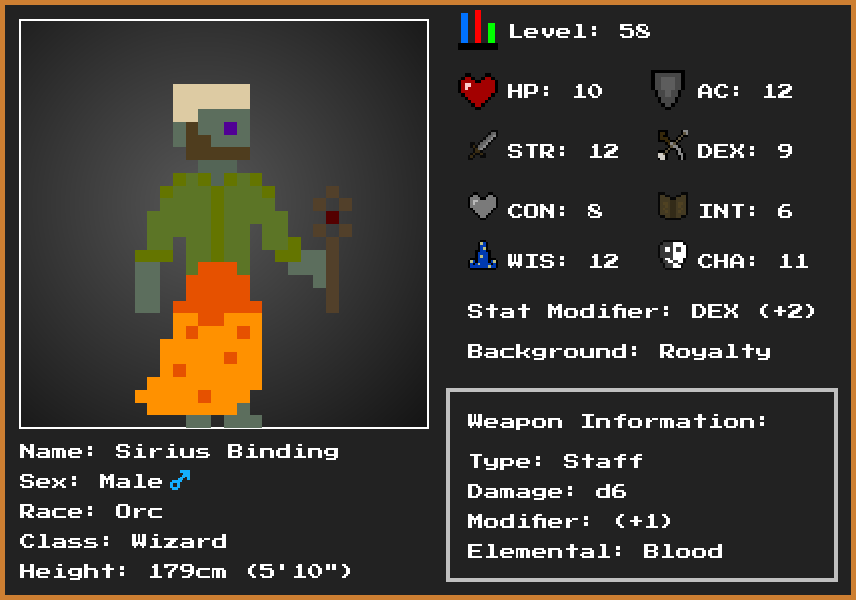 Level: 58
HP: 10
AC: 12
STR: 12
DEX: 9
CON: 8
INT: 6
WIS: 12
CHA: 11
Stat Modifier: DEX (+2)
Background: Royalty
Weapon Information:
Type: Staff
Damage: d6
Modifier: (+1)
Elemental: Blood
Name: Sirius Binding
Sex: Male ♂
Race: Orc
Class: Wizard
Height: 179cm (5'10")